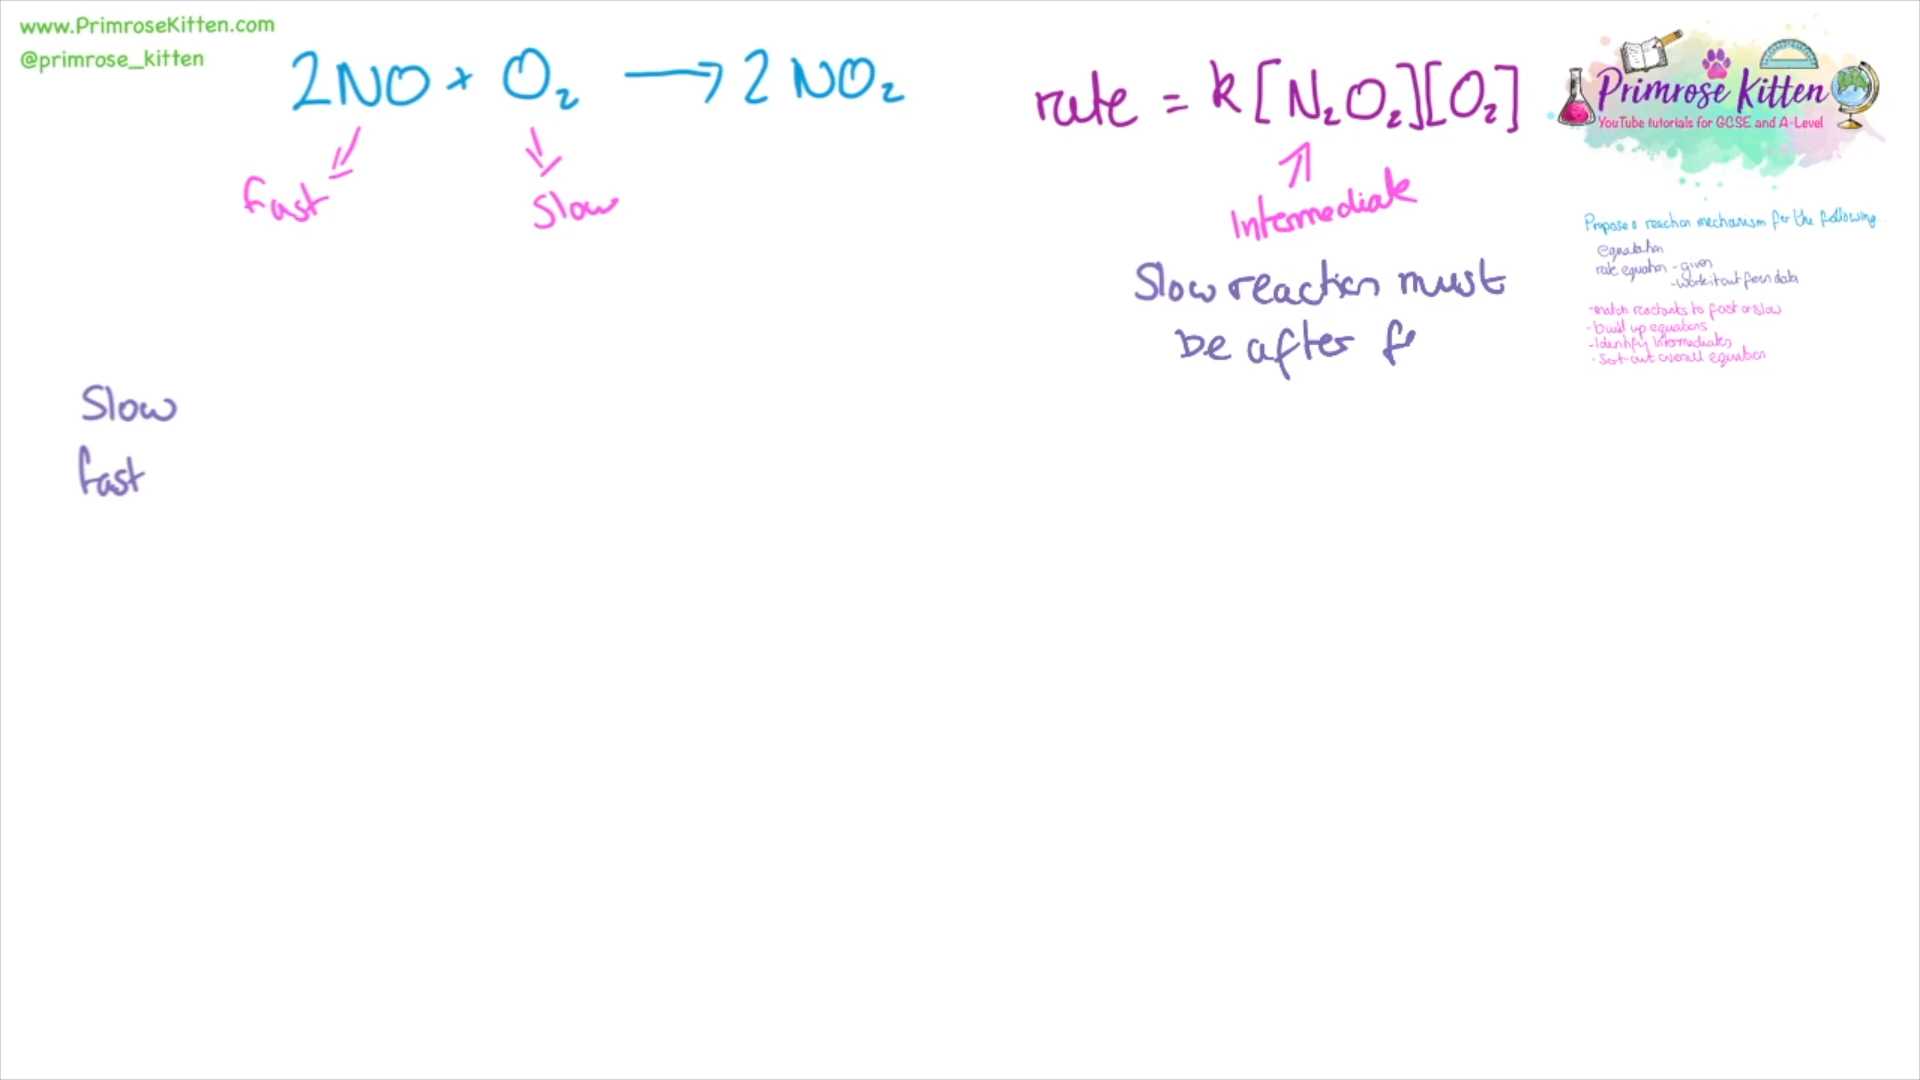 www.PrimroseKitten.com
@primrose_kitten
2NO + O₂ → 2NO₂
fast
slow
rate = k[N₂O₂][O₂]
Intermediate
Slow reaction must
be after f
Slow
fast
Primrose Kitten
YouTube tutorials for GCSE and A-Level
Propose a reaction mechanism for the following..
equation
rate equation - given
- work it out from data
- match reactants to fast or slow
- build up equations
- Identify Intermediates
- Sort out overall equation